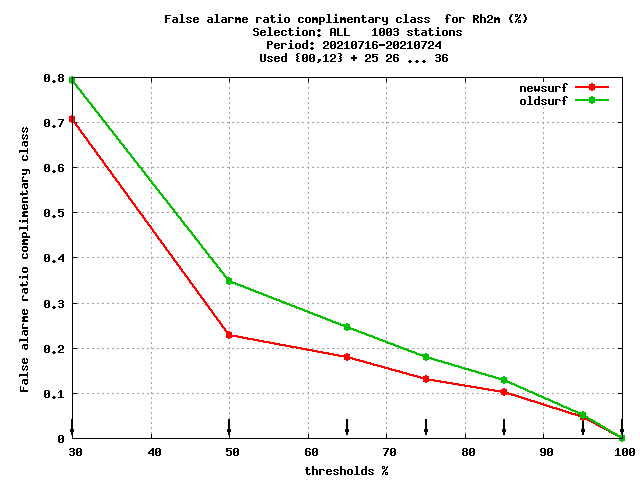 False alarme ratio complimentary class  for Rh2m (%)
Selection: ALL   1003 stations
Period: 20210716-20210724
Used {00,12} + 25 26 ... 36
newsurf
oldsurf
False alarme ratio complimentary class
0.8
0.7
0.6
0.5
0.4
0.3
0.2
0.1
0
30 40 50 60 70 80 90 100
thresholds %